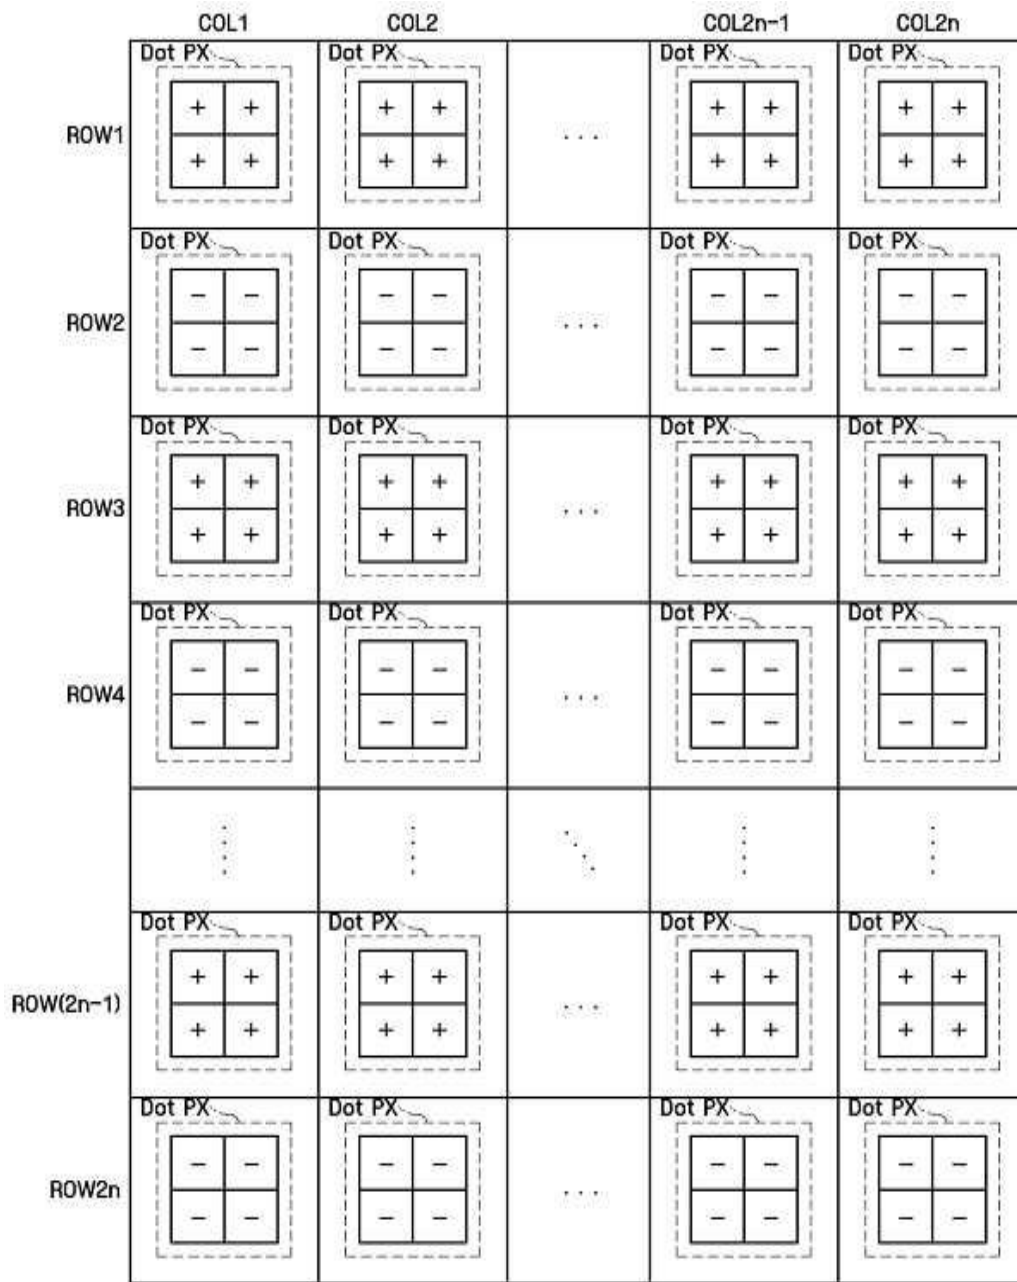 COL1 COL2 COL2n-1 COL2n
Dot PX Dot PX Dot PX Dot PX
+ + + + + + + +
ROW1 . . .
+ + + + + + + +
Dot PX Dot PX Dot PX Dot PX
− − − − − − − −
ROW2 . . .
− − − − − − − −
Dot PX Dot PX Dot PX Dot PX
+ + + + + + + +
ROW3 . . .
+ + + + + + + +
Dot PX Dot PX Dot PX Dot PX
− − − − − − − −
ROW4 . . .
− − − − − − − −
Dot PX Dot PX Dot PX Dot PX
+ + + + + + + +
ROW(2n-1) . . .
+ + + + + + + +
Dot PX Dot PX Dot PX Dot PX
− − − − − − − −
ROW2n . . .
− − − − − − − −